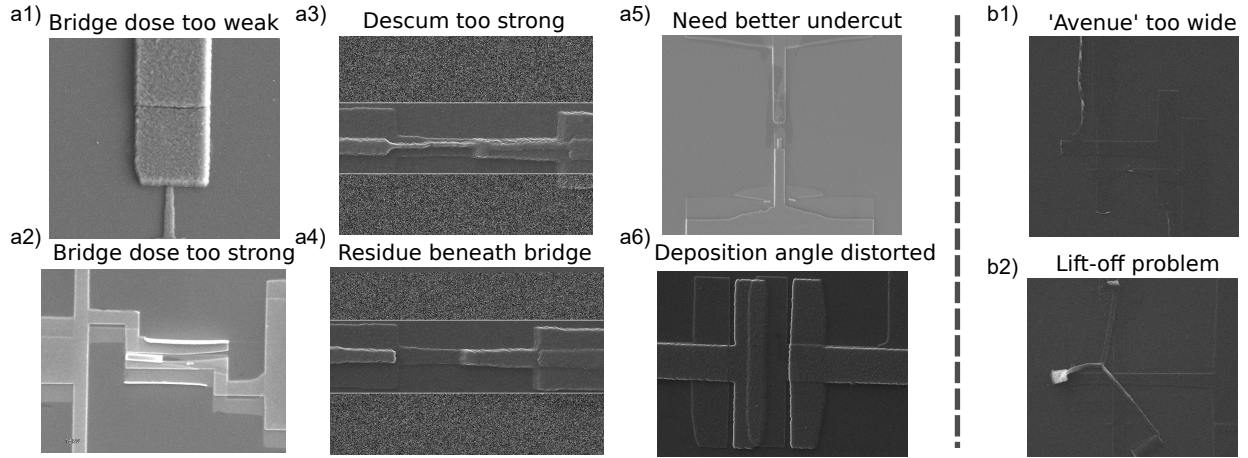 a1) Bridge dose too weak
a3) Descum too strong
a5) Need better undercut
b1) 'Avenue' too wide
a2) Bridge dose too strong
a4) Residue beneath bridge
a6) Deposition angle distorted
b2) Lift-off problem